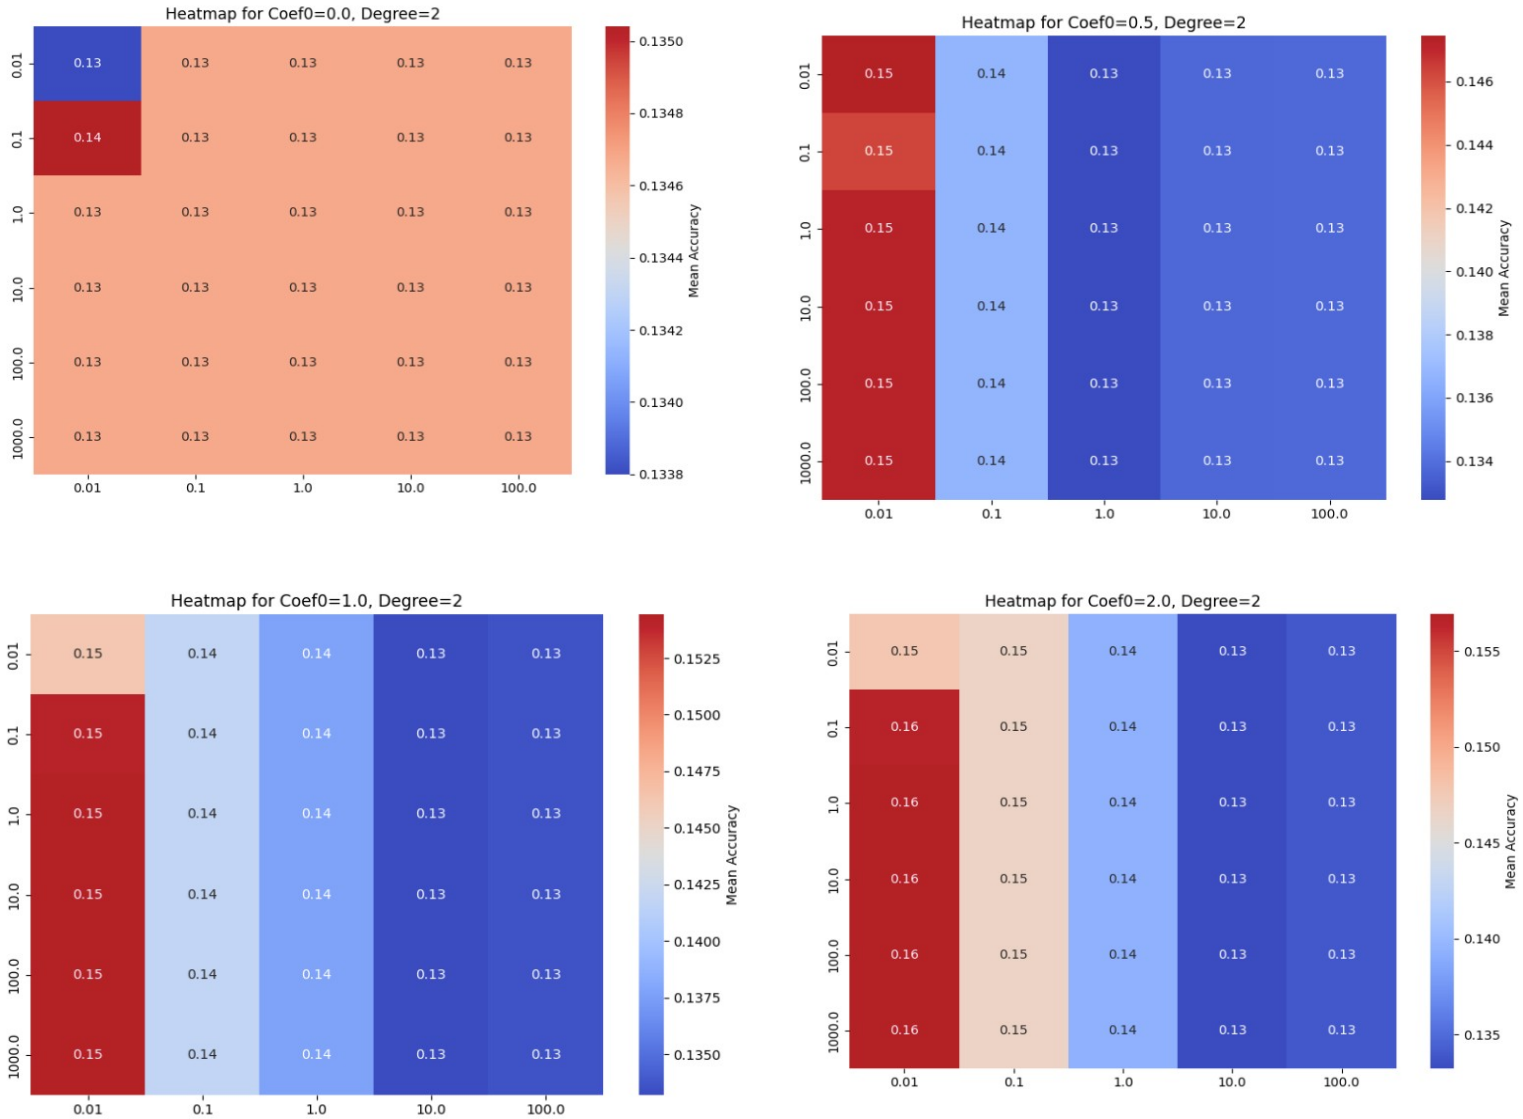 Heatmap for Coef0=0.0, Degree=2
0.01 0.13 0.13 0.13 0.13 0.13
0.1 0.14 0.13 0.13 0.13 0.13
1.0 0.13 0.13 0.13 0.13 0.13
10.0 0.13 0.13 0.13 0.13 0.13
100.0 0.13 0.13 0.13 0.13 0.13
1000.0 0.13 0.13 0.13 0.13 0.13
0.01 0.1 1.0 10.0 100.0
0.1350
0.1348
0.1346
0.1344
0.1342
0.1340
0.1338
Mean Accuracy
Heatmap for Coef0=0.5, Degree=2
0.01 0.15 0.14 0.13 0.13 0.13
0.1 0.15 0.14 0.13 0.13 0.13
1.0 0.15 0.14 0.13 0.13 0.13
10.0 0.15 0.14 0.13 0.13 0.13
100.0 0.15 0.14 0.13 0.13 0.13
1000.0 0.15 0.14 0.13 0.13 0.13
0.01 0.1 1.0 10.0 100.0
0.146
0.144
0.142
0.140
0.138
0.136
0.134
Mean Accuracy
Heatmap for Coef0=1.0, Degree=2
0.01 0.15 0.14 0.14 0.13 0.13
0.1 0.15 0.14 0.14 0.13 0.13
1.0 0.15 0.14 0.14 0.13 0.13
10.0 0.15 0.14 0.14 0.13 0.13
100.0 0.15 0.14 0.14 0.13 0.13
1000.0 0.15 0.14 0.14 0.13 0.13
0.01 0.1 1.0 10.0 100.0
0.1525
0.1500
0.1475
0.1450
0.1425
0.1400
0.1375
0.1350
Mean Accuracy
Heatmap for Coef0=2.0, Degree=2
0.01 0.15 0.15 0.14 0.13 0.13
0.1 0.16 0.15 0.14 0.13 0.13
1.0 0.16 0.15 0.14 0.13 0.13
10.0 0.16 0.15 0.14 0.13 0.13
100.0 0.16 0.15 0.14 0.13 0.13
1000.0 0.16 0.15 0.14 0.13 0.13
0.01 0.1 1.0 10.0 100.0
0.155
0.150
0.145
0.140
0.135
Mean Accuracy